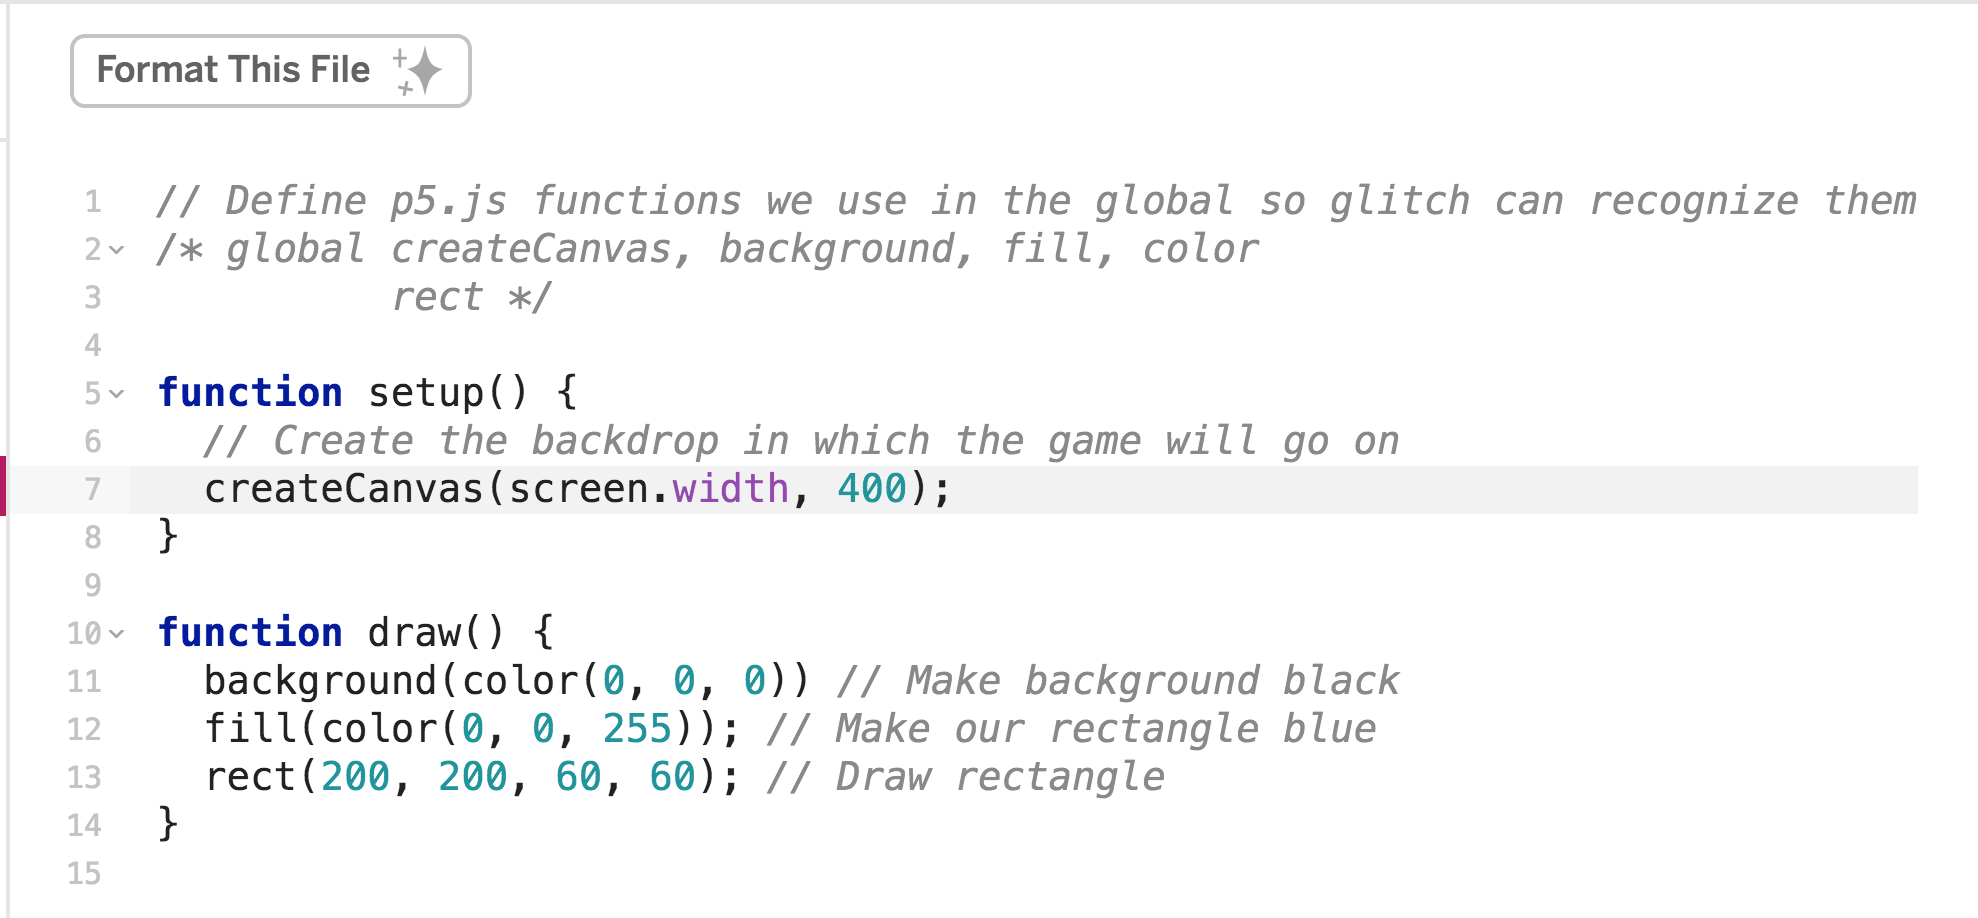 Format This File
1 // Define p5.js functions we use in the global so glitch can recognize them
2 /* global createCanvas, background, fill, color
3           rect */
4
5 function setup() {
6   // Create the backdrop in which the game will go on
7   createCanvas(screen.width, 400);
8 }
9
10 function draw() {
11   background(color(0, 0, 0)) // Make background black
12   fill(color(0, 0, 255)); // Make our rectangle blue
13   rect(200, 200, 60, 60); // Draw rectangle
14 }
15